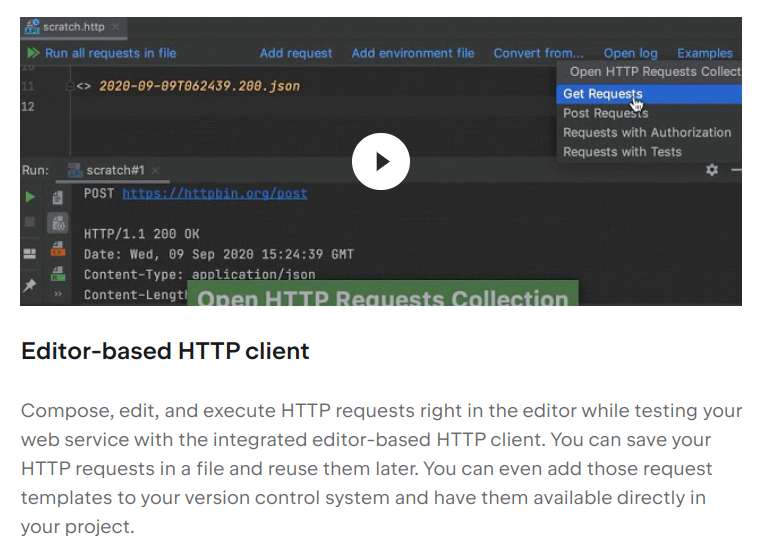 scratch.http
Run all requests in file Add request Add environment file Convert from... Open log Examples
Open HTTP Requests Collect
11 <> 2020-09-09T062439.200.json
Get Requests
12
Post Requests
Requests with Authorization
Requests with Tests
Run: scratch#1
POST https://httpbin.org/post
HTTP/1.1 200 OK
Date: Wed, 09 Sep 2020 15:24:39 GMT
Content-Type: application/json
Content-Lengt
Open HTTP Requests Collection
Editor-based HTTP client
Compose, edit, and execute HTTP requests right in the editor while testing your
web service with the integrated editor-based HTTP client. You can save your
HTTP requests in a file and reuse them later. You can even add those request
templates to your version control system and have them available directly in
your project.